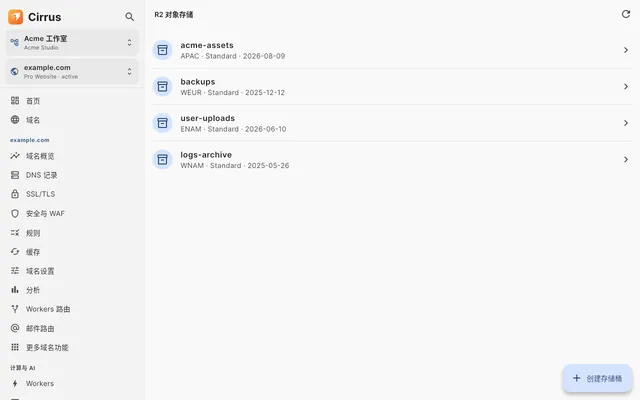 Cirrus
Acme 工作室
Acme Studio
example.com
Pro Website · active
首页
域名
example.com
域名概览
DNS 记录
SSL/TLS
安全与 WAF
规则
缓存
域名设置
分析
Workers 路由
邮件路由
更多域名功能
计算与 AI
Workers
R2 对象存储
acme-assets
APAC · Standard · 2026-08-09
backups
WEUR · Standard · 2025-12-12
user-uploads
ENAM · Standard · 2026-06-10
logs-archive
WNAM · Standard · 2025-05-26
创建存储桶